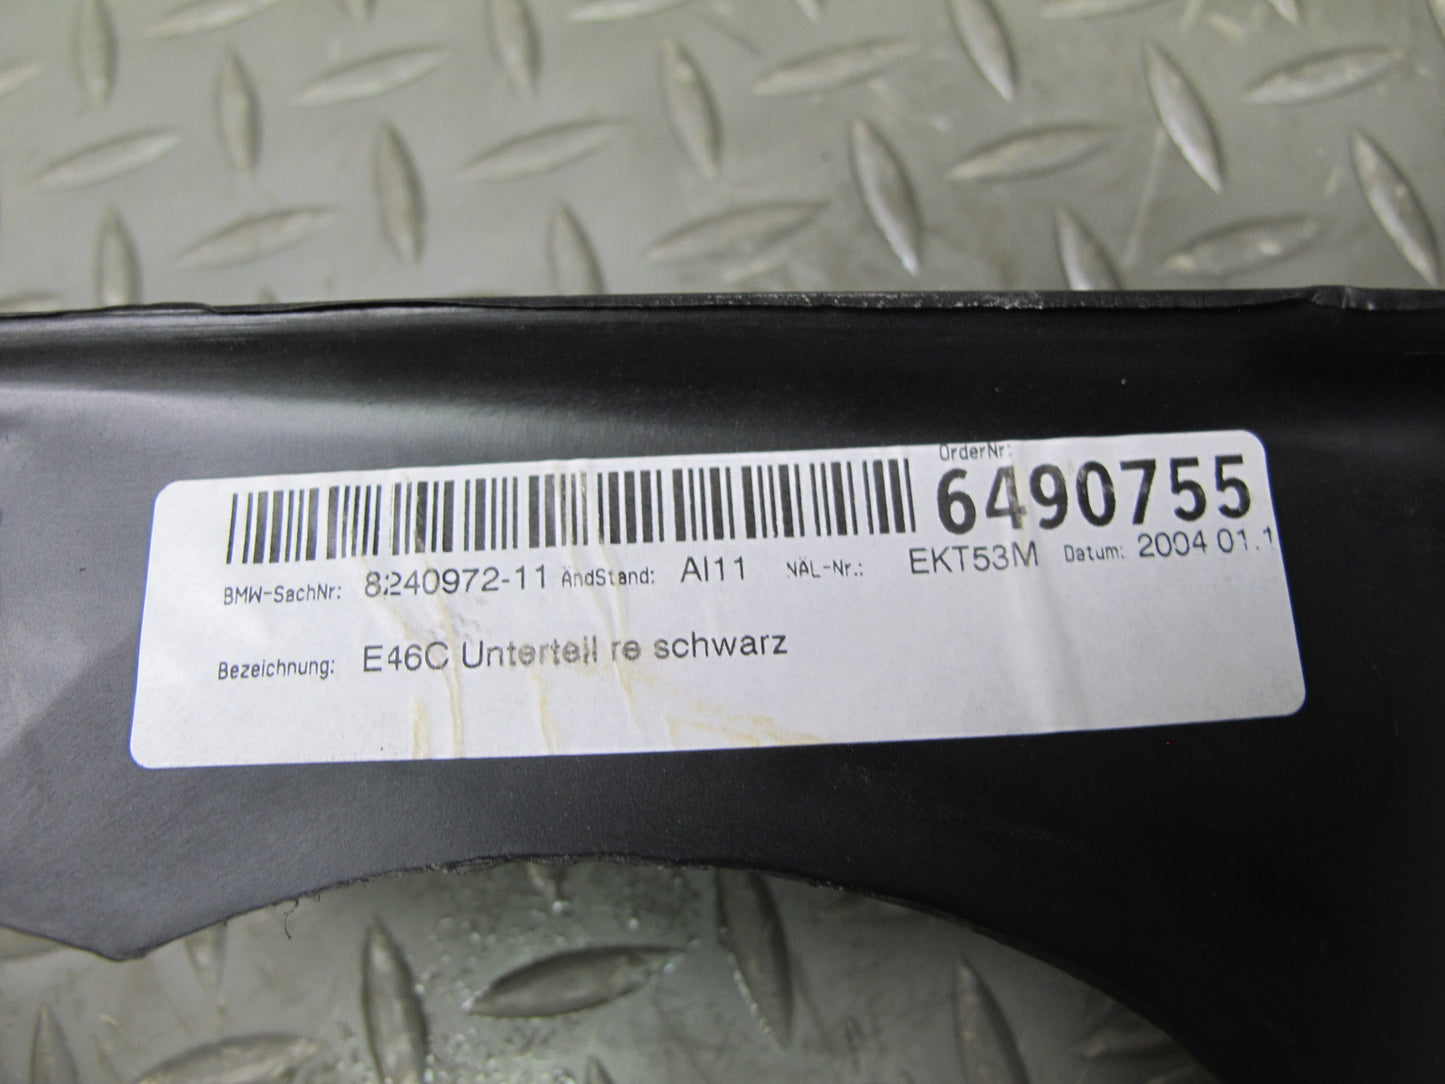 OrderNr:
6490755
BMW-SachNr: 8240972-11 ÄndStand: AI11 NÄL-Nr.: EKT53M Datum: 2004 01.1
Bezeichnung: E46C Unterteil re schwarz